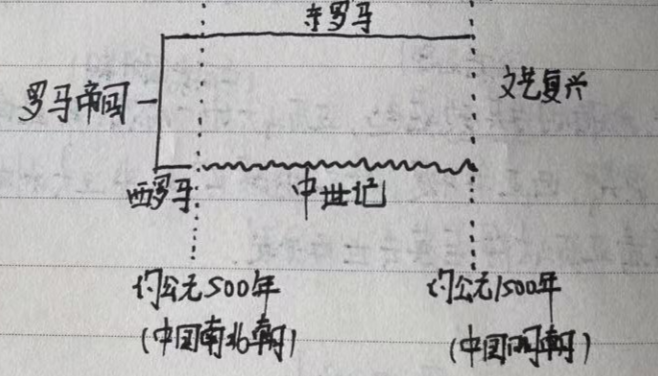 东罗马
罗马帝国
文艺复兴
西罗马
中世记
约公元500年
(中国南北朝)
约公元1500年
(中国明朝)